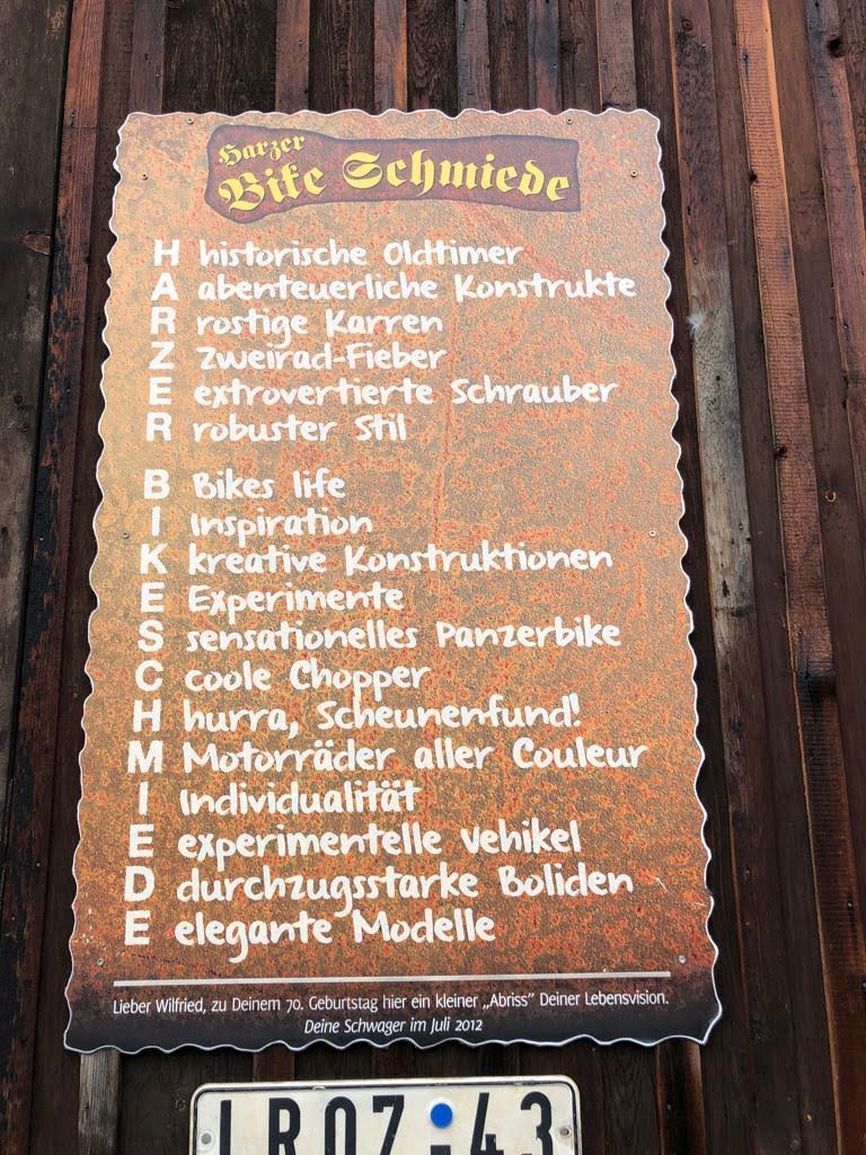 Harzer
Bike Schmiede
H historische Oldtimer
A abenteuerliche Konstrukte
R rostige Karren
Z Zweirad-Fieber
E extrovertierte Schrauber
R robuster Stil
B Bikes life
I Inspiration
K kreative Konstruktionen
E Experimente
S sensationelles Panzerbike
C coole Chopper
H hurra, Scheunenfund!
M Motorräder aller Couleur
I Individualität
E experimentelle Vehikel
D durchzugsstarke Boliden
E elegante Modelle
Lieber Wilfried, zu Deinem 70. Geburtstag hier ein kleiner „Abriss" Deiner Lebensvision.
Deine Schwager im Juli 2012